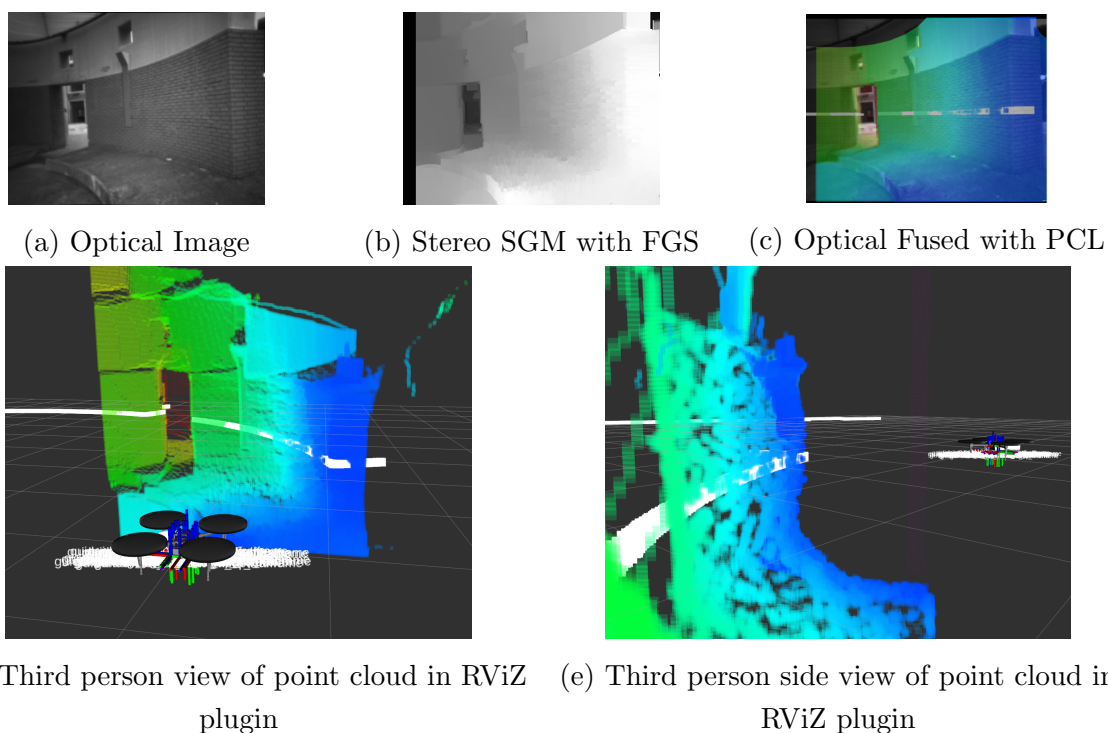 (a) Optical Image
(b) Stereo SGM with FGS
(c) Optical Fused with PCL
Third person view of point cloud in RViZ
plugin
(e) Third person side view of point cloud in
RViZ plugin